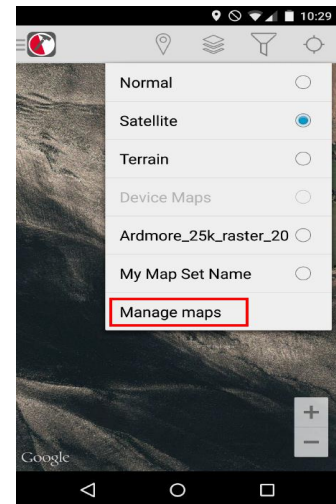 10:29
Normal
Satellite
Terrain
Device Maps
Ardmore_25k_raster_20
My Map Set Name
Manage maps
+
−
Google